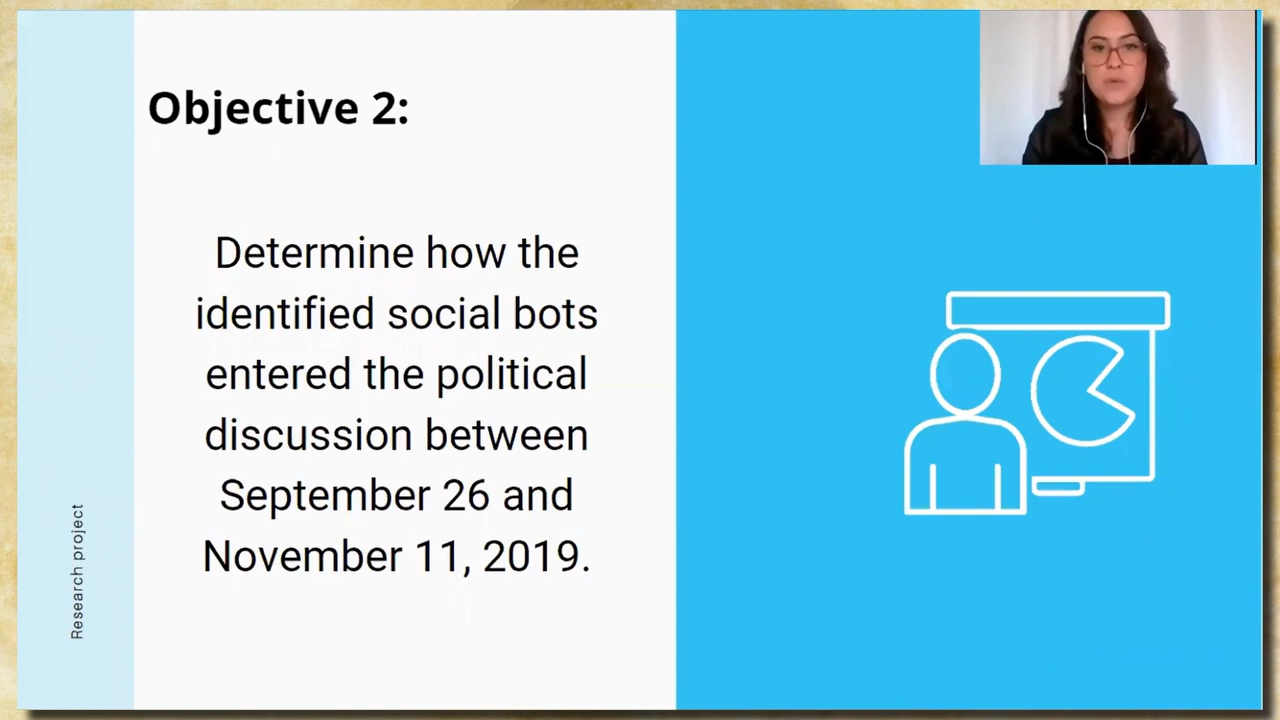 Objective 2:
Determine how the
identified social bots
entered the political
discussion between
September 26 and
November 11, 2019.
Research project